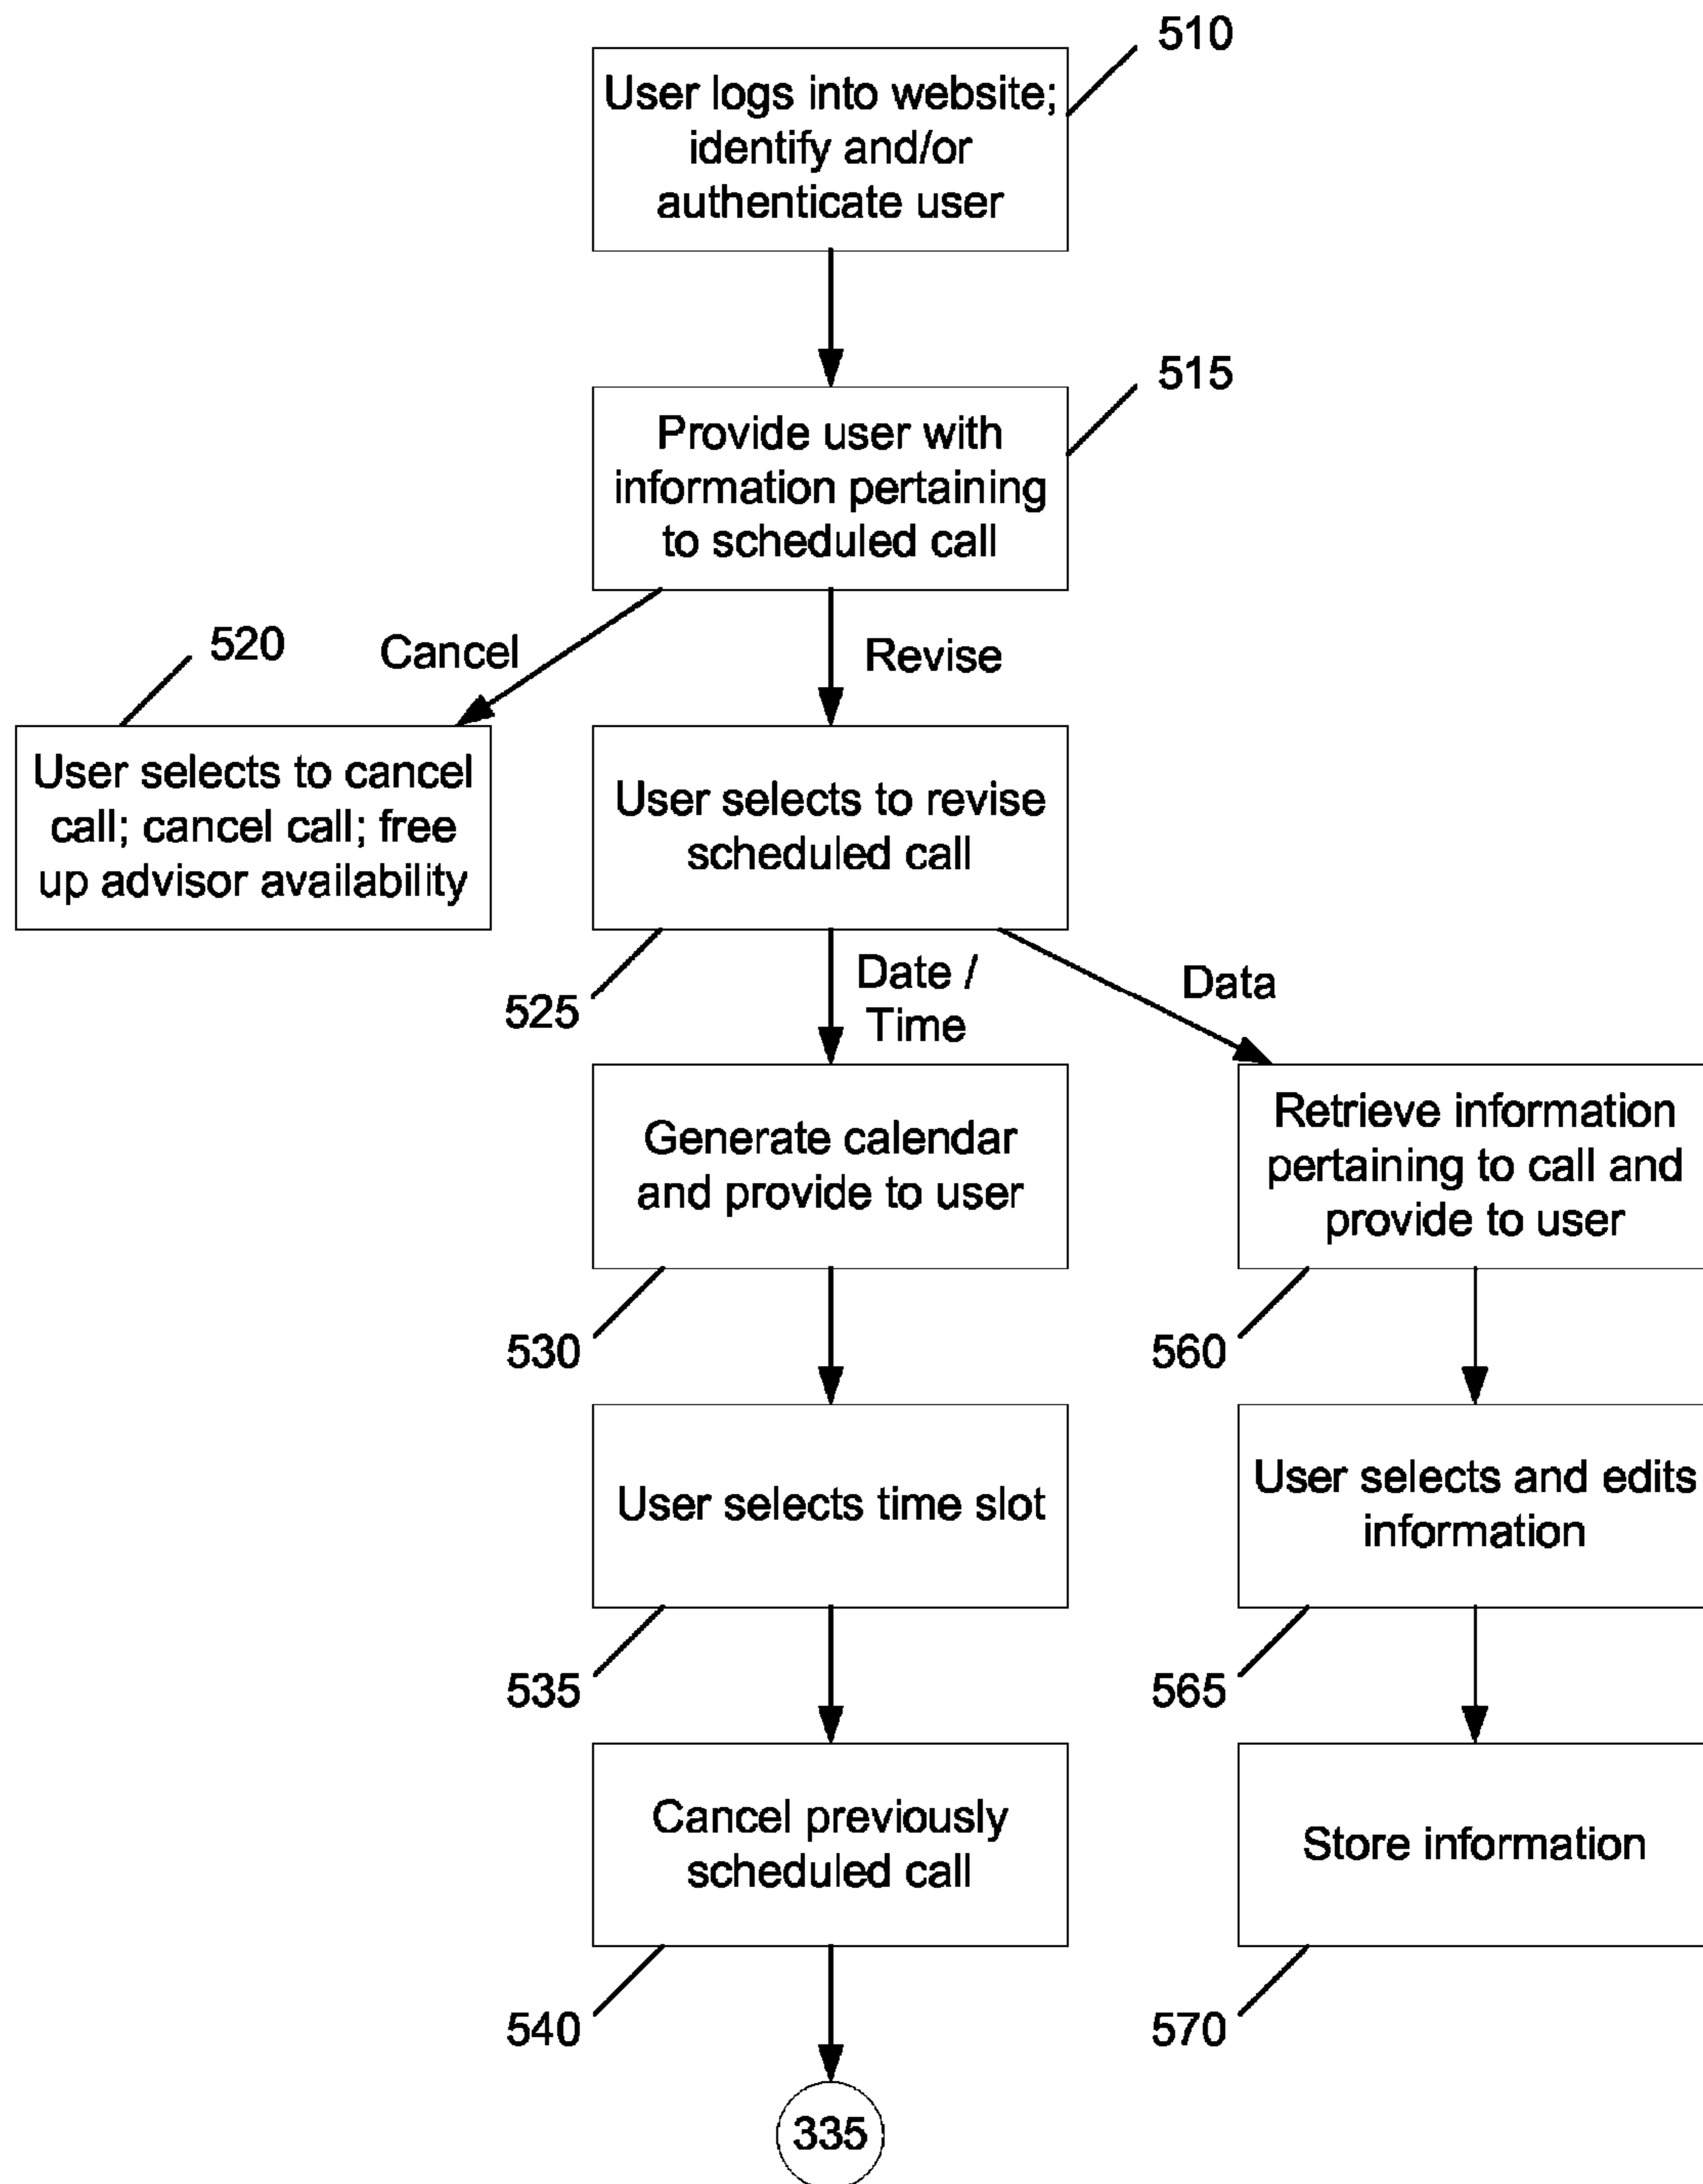 510
User logs into website;
identify and/or
authenticate user
515
Provide user with
information pertaining
to scheduled call
520
Cancel
Revise
User selects to cancel
call; cancel call; free
up advisor availability
User selects to revise
scheduled call
525
Date /
Time
Data
Generate calendar
and provide to user
Retrieve information
pertaining to call and
provide to user
530
560
User selects time slot
User selects and edits
information
535
565
Cancel previously
scheduled call
Store information
540
570
335